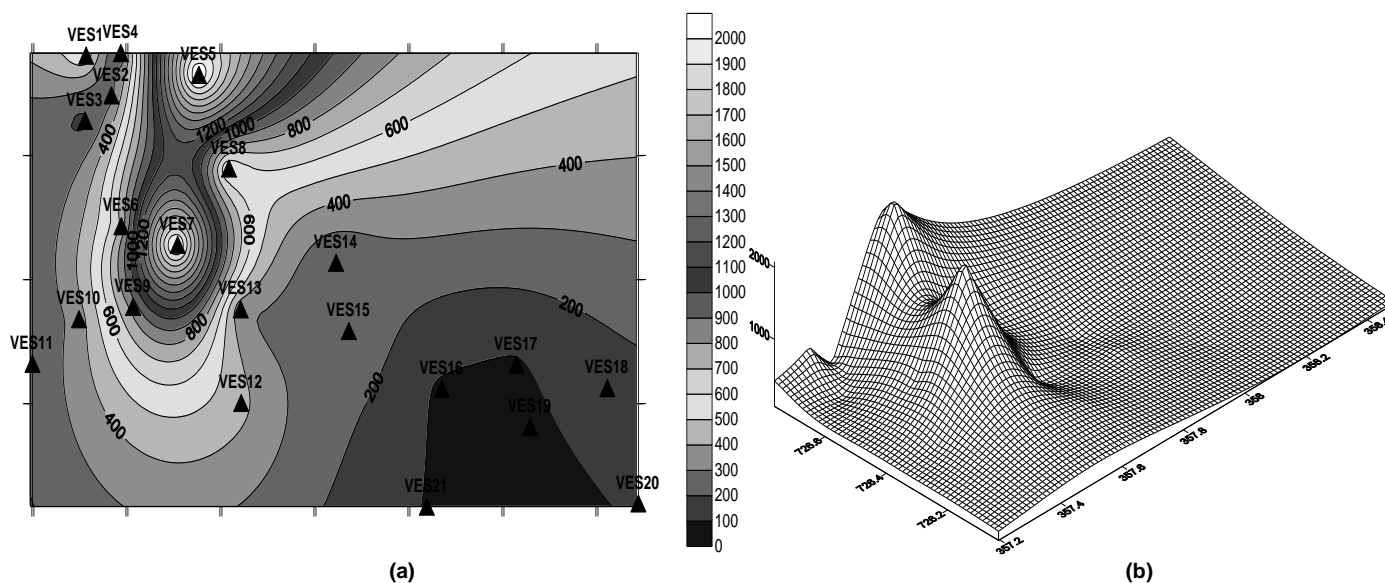 VES1 VES4
VES5
VES2
VES3
400
1200 1000 800 600
VES8
400
400
VES6
VES7
600
1000 1200
VES14
VES10 VES9
VES13
200
600
800
VES15
VES11
VES17
VES16
VES18
200
VES12
400
VES19
VES21
VES20
2000
1900
1800
1700
1600
1500
1400
1300
1200
1100
1000
900
800
700
600
500
400
300
200
100
0
2000
1000
728.6
728.4
728.2
357.2
357.4
357.6
357.8
358
358.2
358.4
(a)
(b)